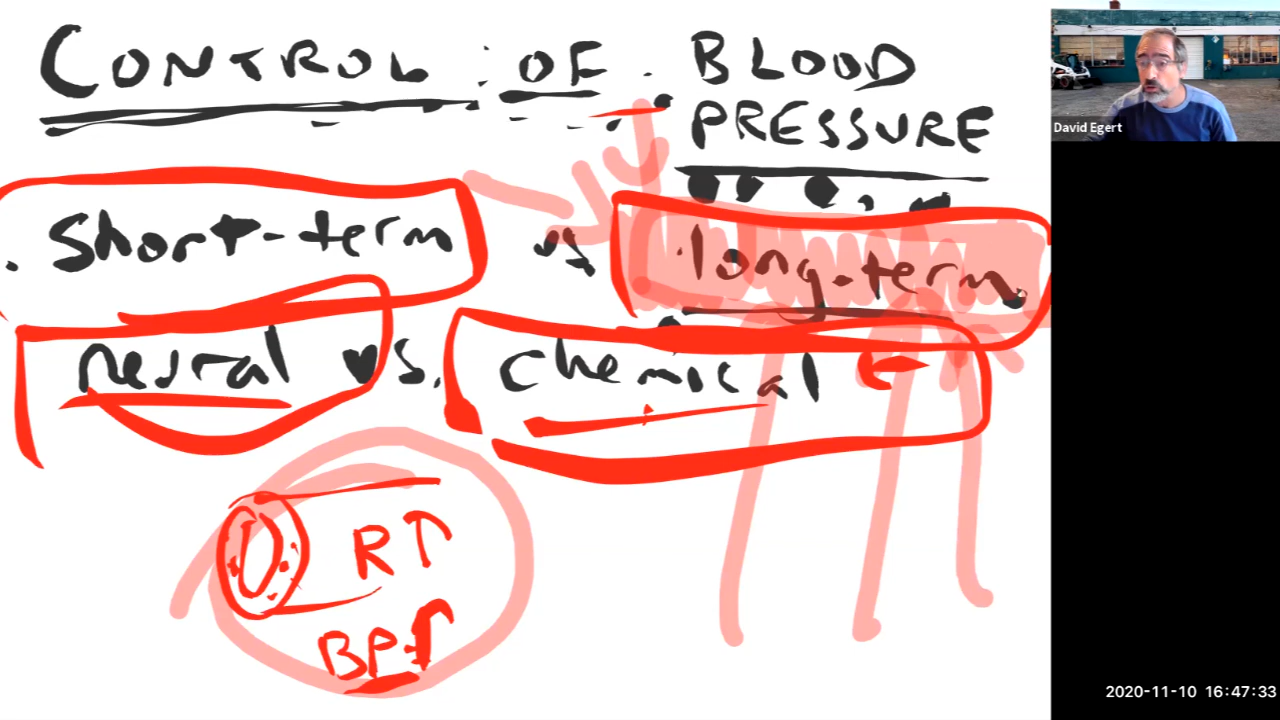 CONTROL OF BLOOD
PRESSURE
short-term vs long-term
neural vs. chemical
R↑
BP↑
David Egert
2020-11-10 16:47:33